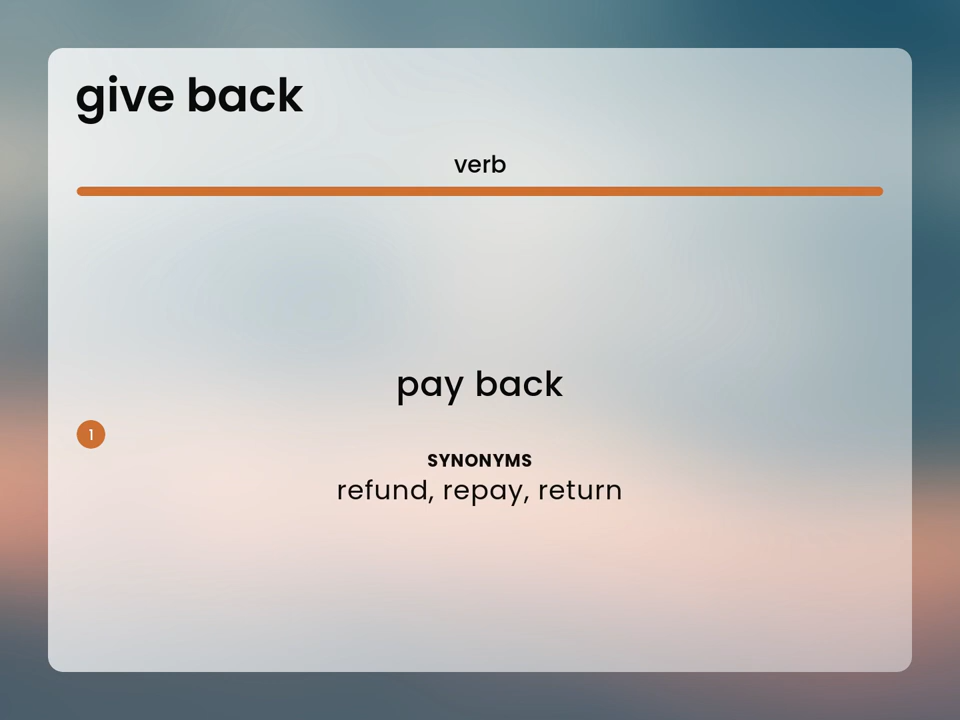 give back
verb
pay back
1
SYNONYMS
refund, repay, return